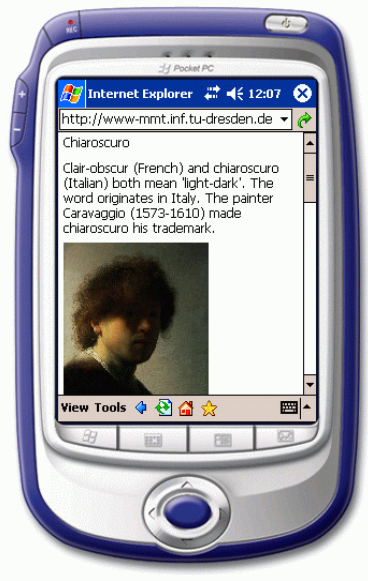 REC
Pocket PC
Internet Explorer 12:07
http://www-mmt.inf.tu-dresden.de
Chiaroscuro
Clair-obscur (French) and chiaroscuro
(Italian) both mean 'light-dark'. The
word originates in Italy. The painter
Caravaggio (1573-1610) made
chiaroscuro his trademark.
View Tools